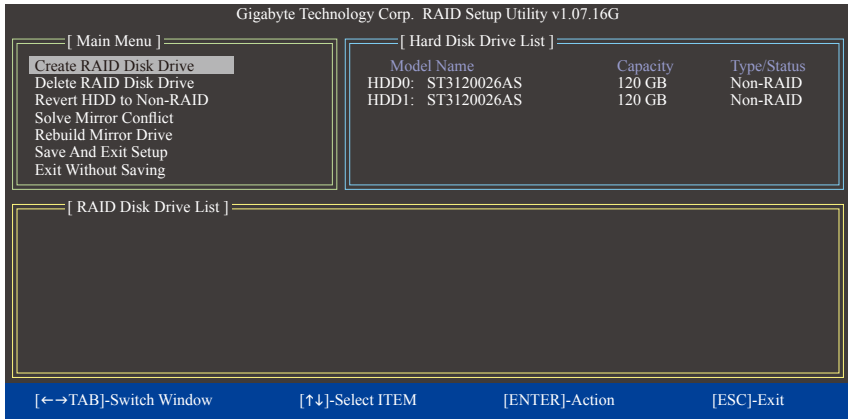 Gigabyte Technology Corp. RAID Setup Utility v1.07.16G
[ Main Menu ]
Create RAID Disk Drive
Delete RAID Disk Drive
Revert HDD to Non-RAID
Solve Mirror Conflict
Rebuild Mirror Drive
Save And Exit Setup
Exit Without Saving
[ Hard Disk Drive List ]
Model Name Capacity Type/Status
HDD0: ST3120026AS 120 GB Non-RAID
HDD1: ST3120026AS 120 GB Non-RAID
[ RAID Disk Drive List ]
[←→TAB]-Switch Window [↑↓]-Select ITEM [ENTER]-Action [ESC]-Exit